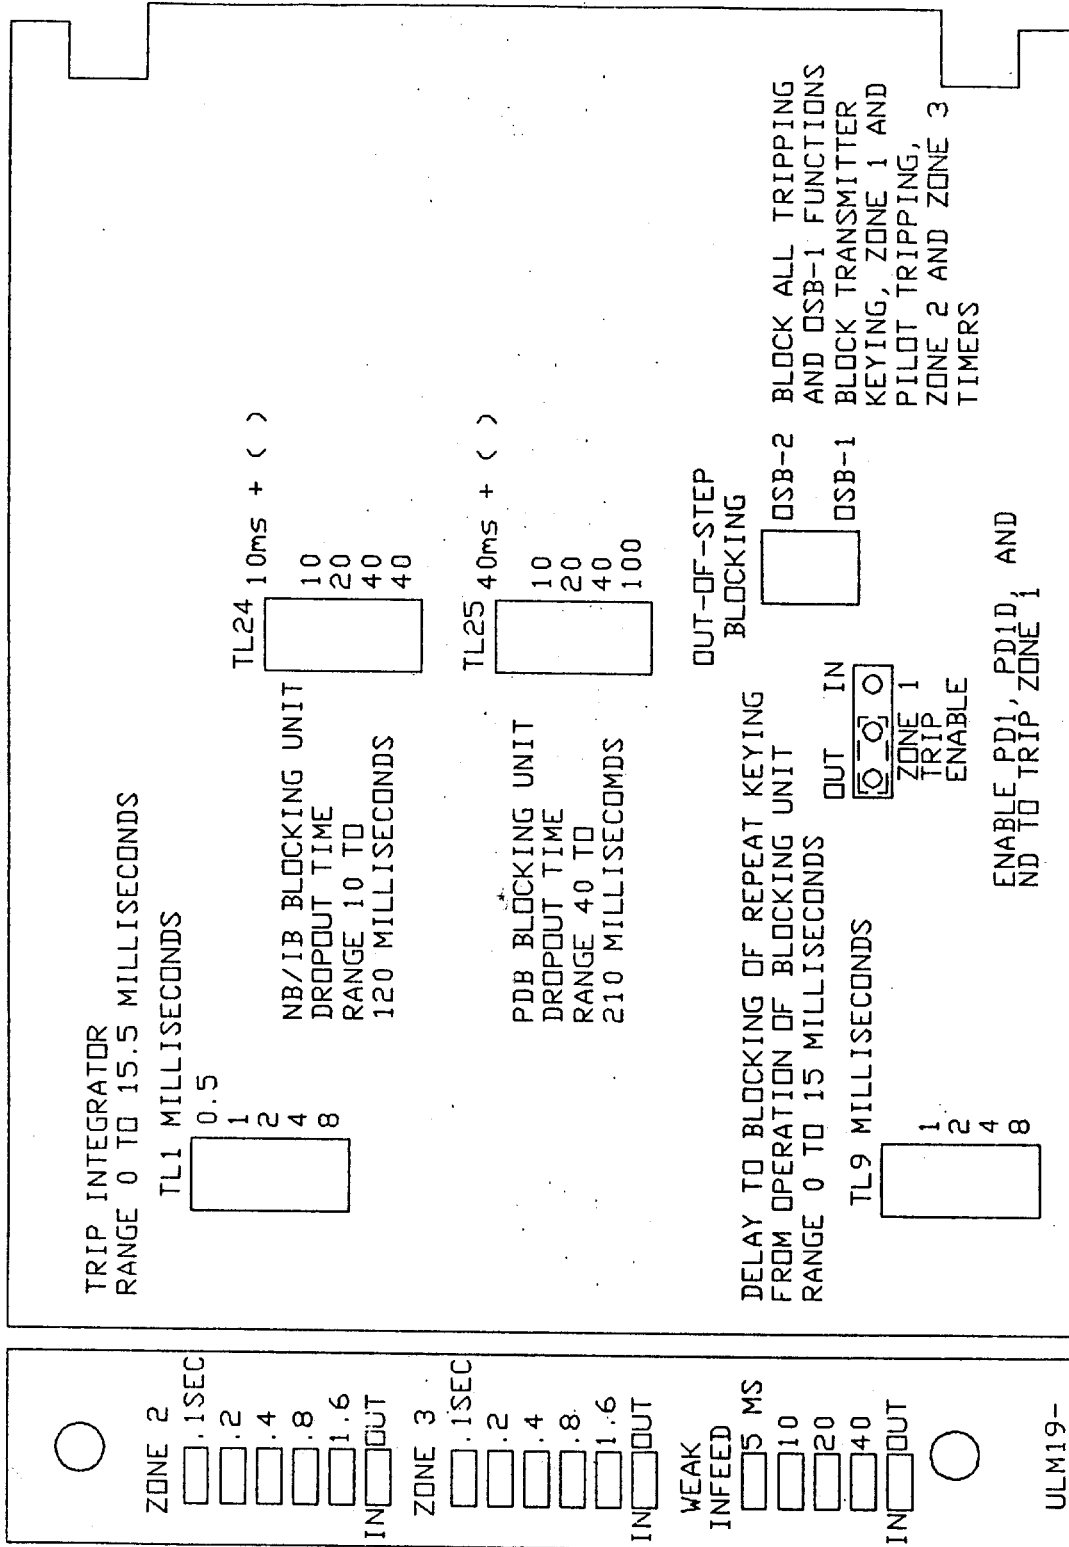 TRIP INTEGRATOR
RANGE 0 TO 15.5 MILLISECONDS
TL1 MILLISECONDS
0.5
1
2
4
8
TL24 10ms + ( )
10
20
40
40
NB/IB BLOCKING UNIT
DROPOUT TIME
RANGE 10 TO
120 MILLISECONDS
TL25 40ms + ( )
10
20
40
100
PDB BLOCKING UNIT
DROPOUT TIME
RANGE 40 TO
210 MILLISECOMDS
OUT-OF-STEP
BLOCKING
OSB-2 BLOCK ALL TRIPPING
AND OSB-1 FUNCTIONS
OSB-1 BLOCK TRANSMITTER
KEYING, ZONE 1 AND
PILOT TRIPPING,
ZONE 2 AND ZONE 3
TIMERS
DELAY TO BLOCKING OF REPEAT KEYING
FROM OPERATION OF BLOCKING UNIT
RANGE 0 TO 15 MILLISECONDS
TL9 MILLISECONDS
1
2
4
8
OUT IN
ZONE 1
TRIP
ENABLE
ENABLE PD1, PD1D, AND
ND TO TRIP ZONE 1
ZONE 2
.1SEC
.2
.4
.8
1.6
IN OUT
ZONE 3
.1SEC
.2
.4
.8
1.6
IN OUT
WEAK
INFEED
5 MS
10
20
40
IN OUT
ULM19-